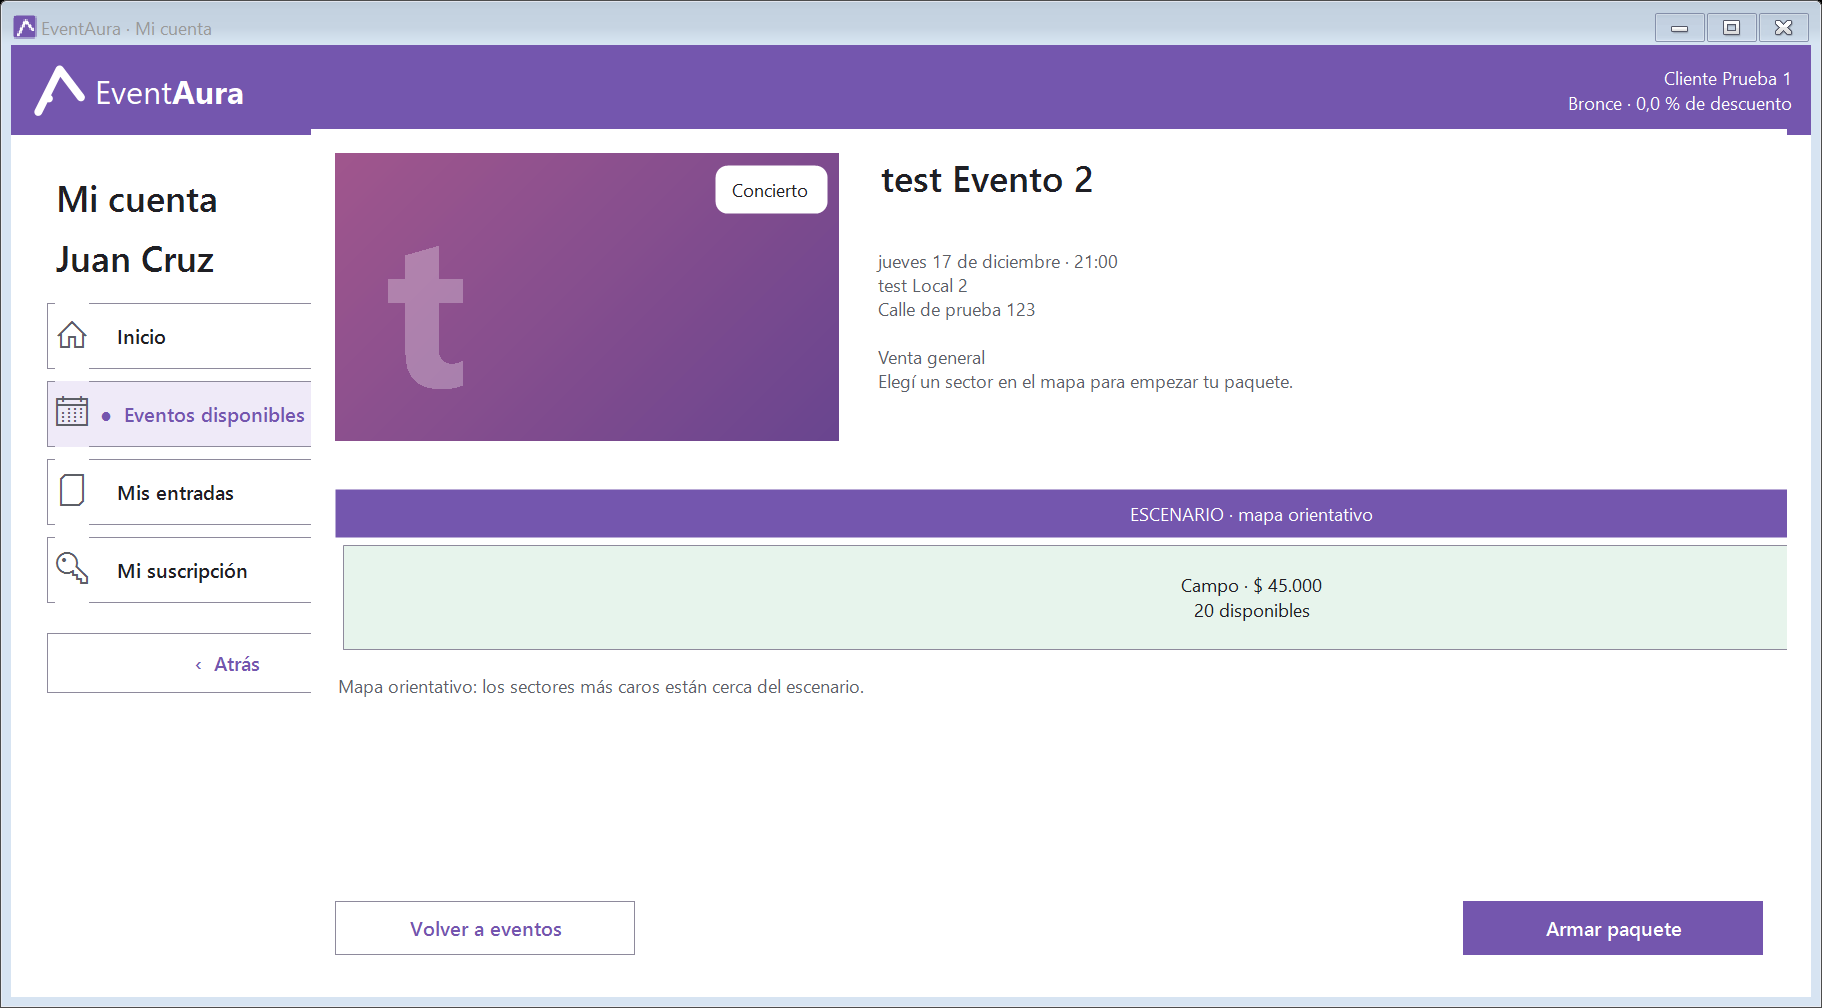 EventAura · Mi cuenta
EventAura
Cliente Prueba 1
Bronce · 0,0 % de descuento
Mi cuenta
Juan Cruz
Inicio
• Eventos disponibles
Mis entradas
Mi suscripción
‹ Atrás
t
Concierto
test Evento 2
jueves 17 de diciembre · 21:00
test Local 2
Calle de prueba 123
Venta general
Elegí un sector en el mapa para empezar tu paquete.
ESCENARIO · mapa orientativo
Campo · $ 45.000
20 disponibles
Mapa orientativo: los sectores más caros están cerca del escenario.
Volver a eventos
Armar paquete